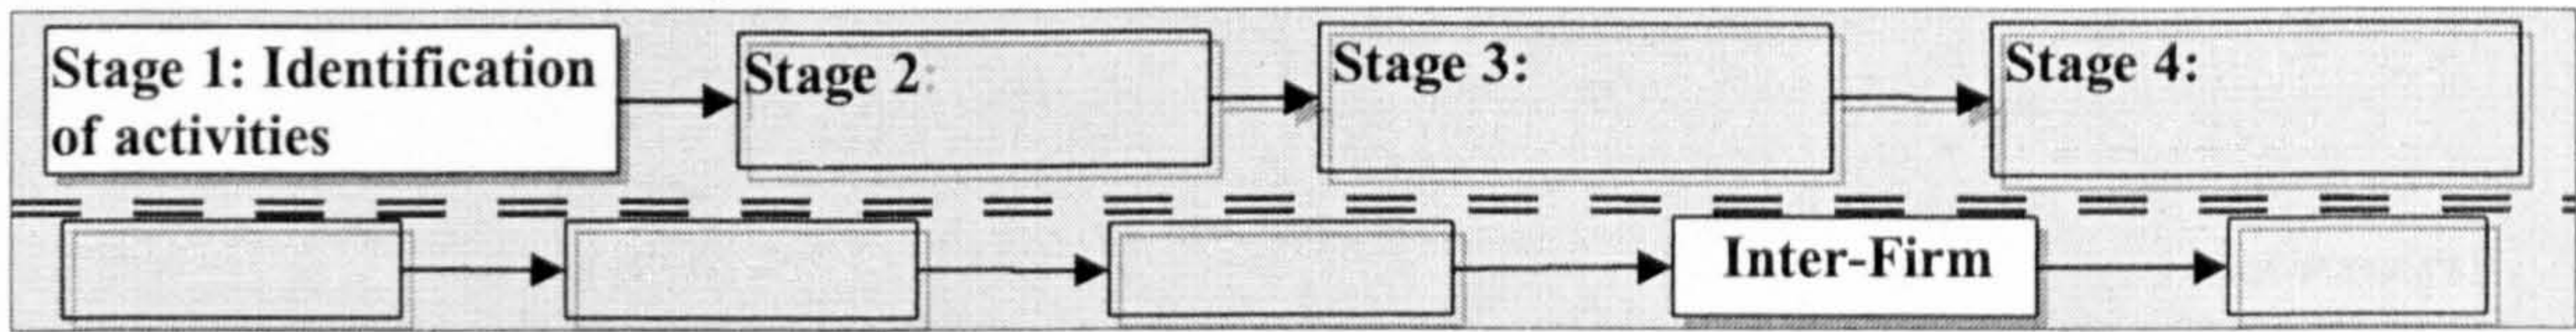 Stage 1: Identification
of activities
Stage 2:
Stage 3:
Stage 4:
Inter-Firm